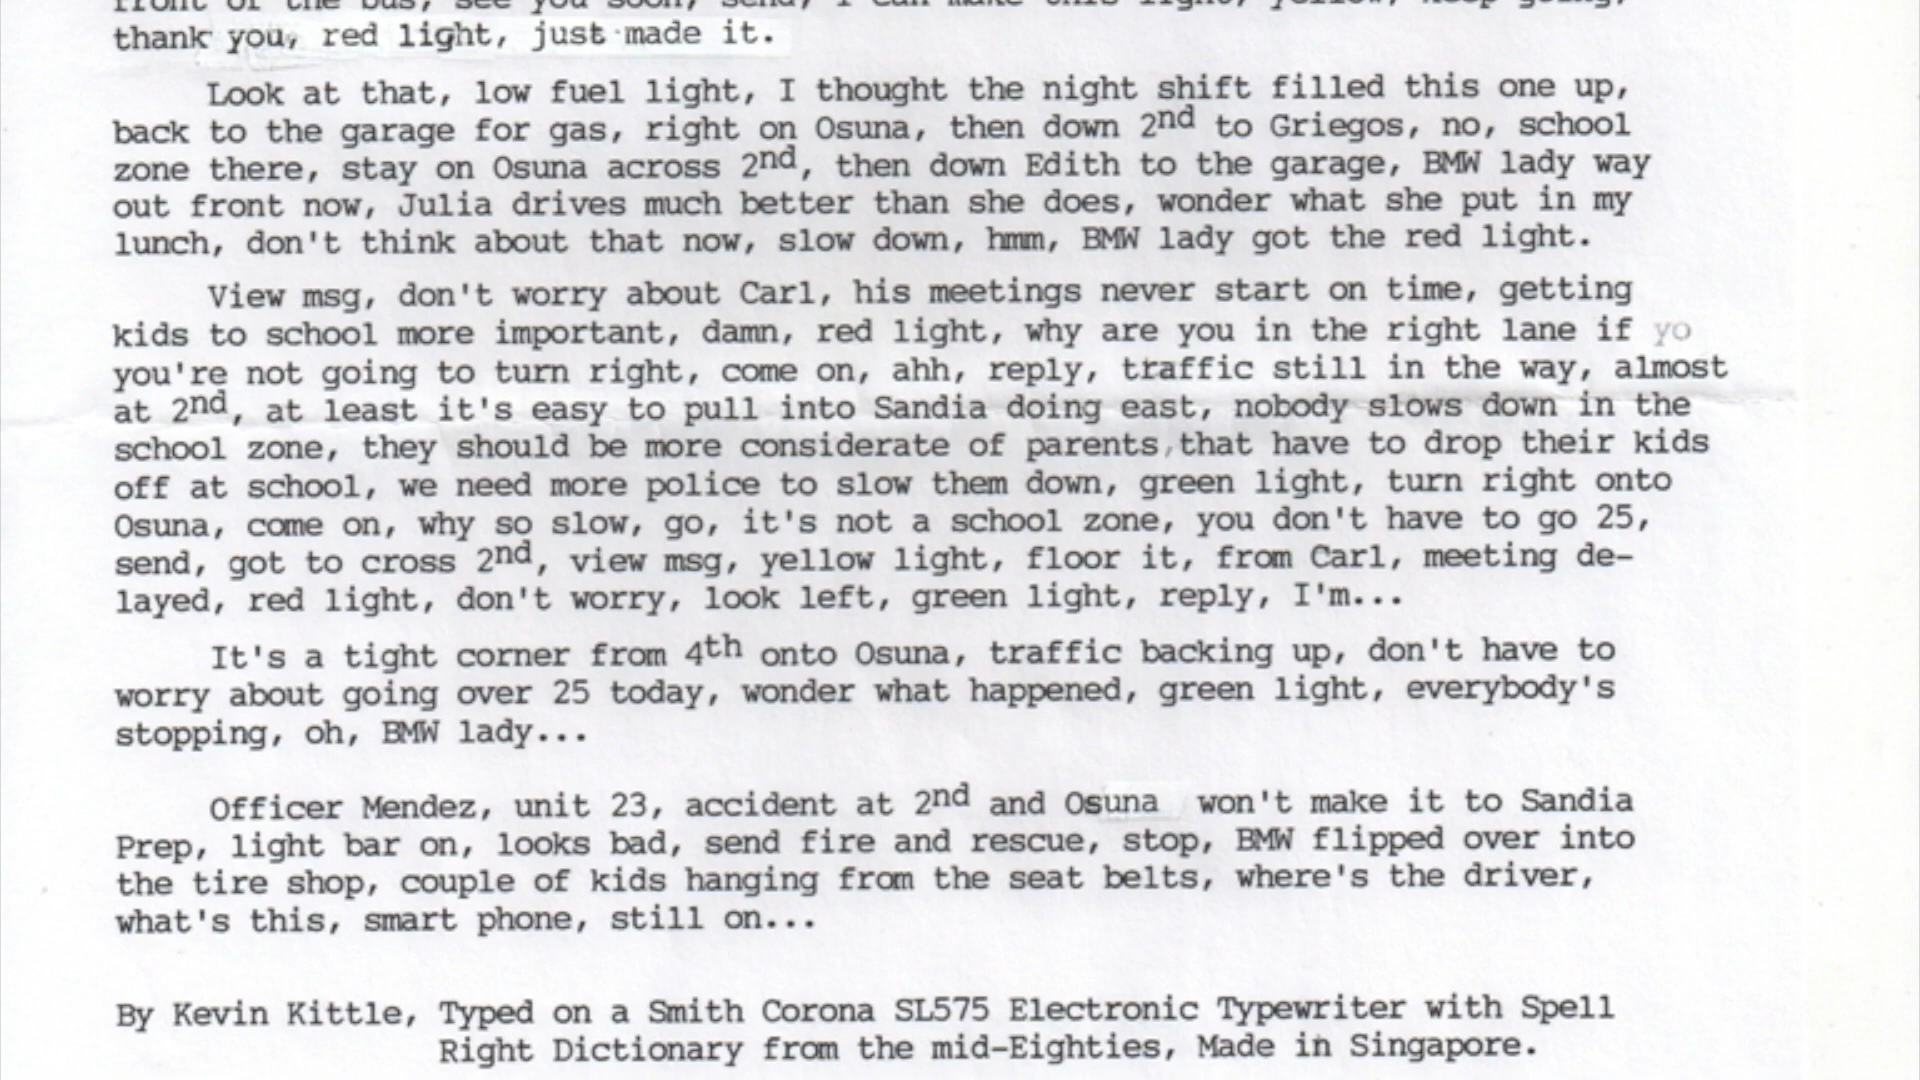 front of the bus, see you soon, send, I can make this light, yellow, keep going,
thank you, red light, just made it.
Look at that, low fuel light, I thought the night shift filled this one up,
back to the garage for gas, right on Osuna, then down 2nd to Griegos, no, school
zone there, stay on Osuna across 2nd, then down Edith to the garage, BMW lady way
out front now, Julia drives much better than she does, wonder what she put in my
lunch, don't think about that now, slow down, hmm, BMW lady got the red light.
View msg, don't worry about Carl, his meetings never start on time, getting
kids to school more important, damn, red light, why are you in the right lane if yo
you're not going to turn right, come on, ahh, reply, traffic still in the way, almost
at 2nd, at least it's easy to pull into Sandia doing east, nobody slows down in the
school zone, they should be more considerate of parents,that have to drop their kids
off at school, we need more police to slow them down, green light, turn right onto
Osuna, come on, why so slow, go, it's not a school zone, you don't have to go 25,
send, got to cross 2nd, view msg, yellow light, floor it, from Carl, meeting de-
layed, red light, don't worry, look left, green light, reply, I'm...
It's a tight corner from 4th onto Osuna, traffic backing up, don't have to
worry about going over 25 today, wonder what happened, green light, everybody's
stopping, oh, BMW lady...
Officer Mendez, unit 23, accident at 2nd and Osuna won't make it to Sandia
Prep, light bar on, looks bad, send fire and rescue, stop, BMW flipped over into
the tire shop, couple of kids hanging from the seat belts, where's the driver,
what's this, smart phone, still on...
By Kevin Kittle, Typed on a Smith Corona SL575 Electronic Typewriter with Spell
Right Dictionary from the mid-Eighties, Made in Singapore.